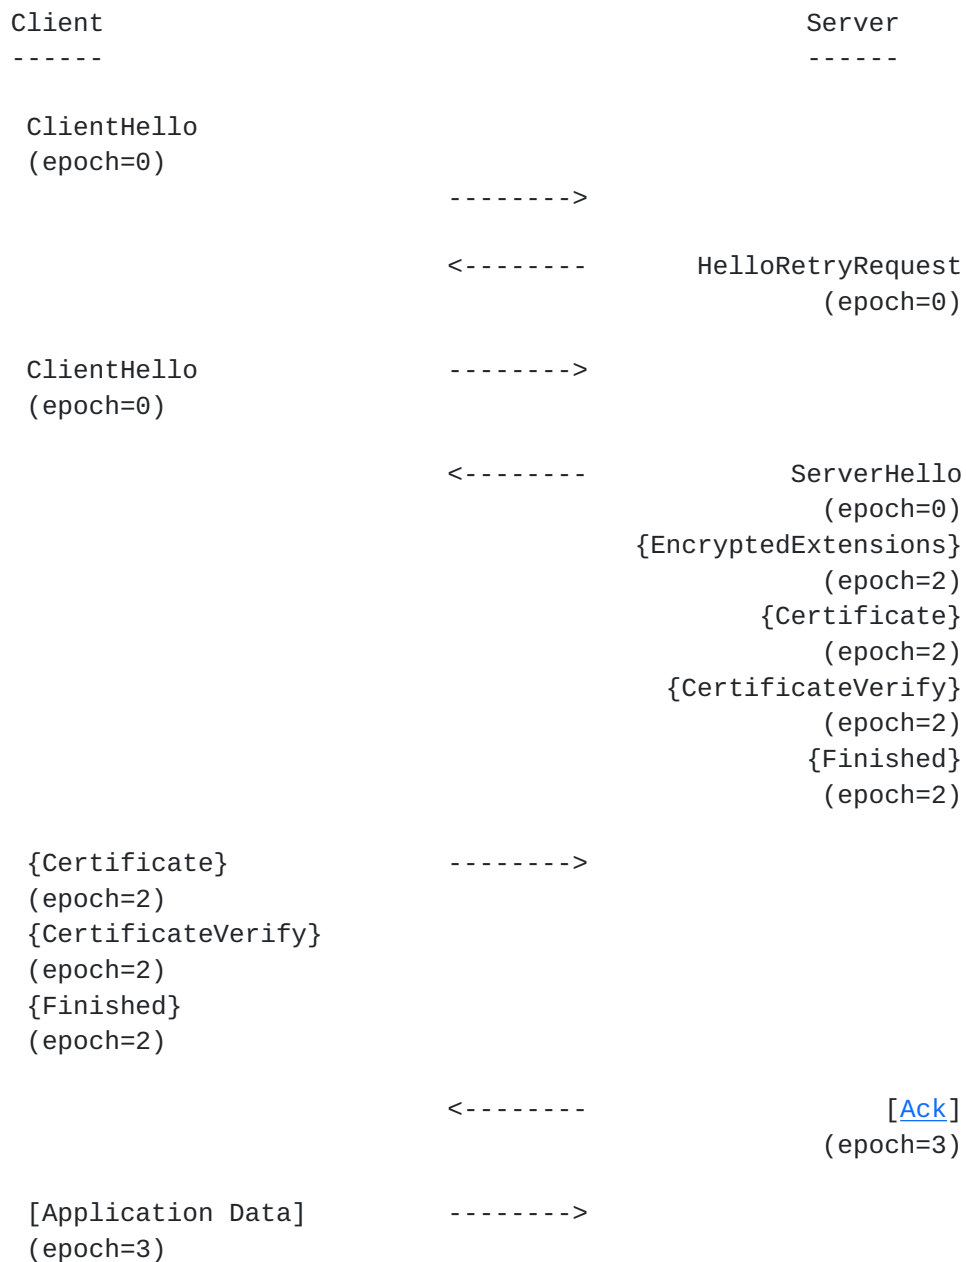 Client                                             Server
------                                             ------
ClientHello
(epoch=0)
-------->
<--------       HelloRetryRequest
(epoch=0)
ClientHello                -------->
(epoch=0)
<--------             ServerHello
(epoch=0)
{EncryptedExtensions}
(epoch=2)
{Certificate}
(epoch=2)
{CertificateVerify}
(epoch=2)
{Finished}
(epoch=2)
{Certificate}              -------->
(epoch=2)
{CertificateVerify}
(epoch=2)
{Finished}
(epoch=2)
<--------                   [Ack]
(epoch=3)
[Application Data]         -------->
(epoch=3)